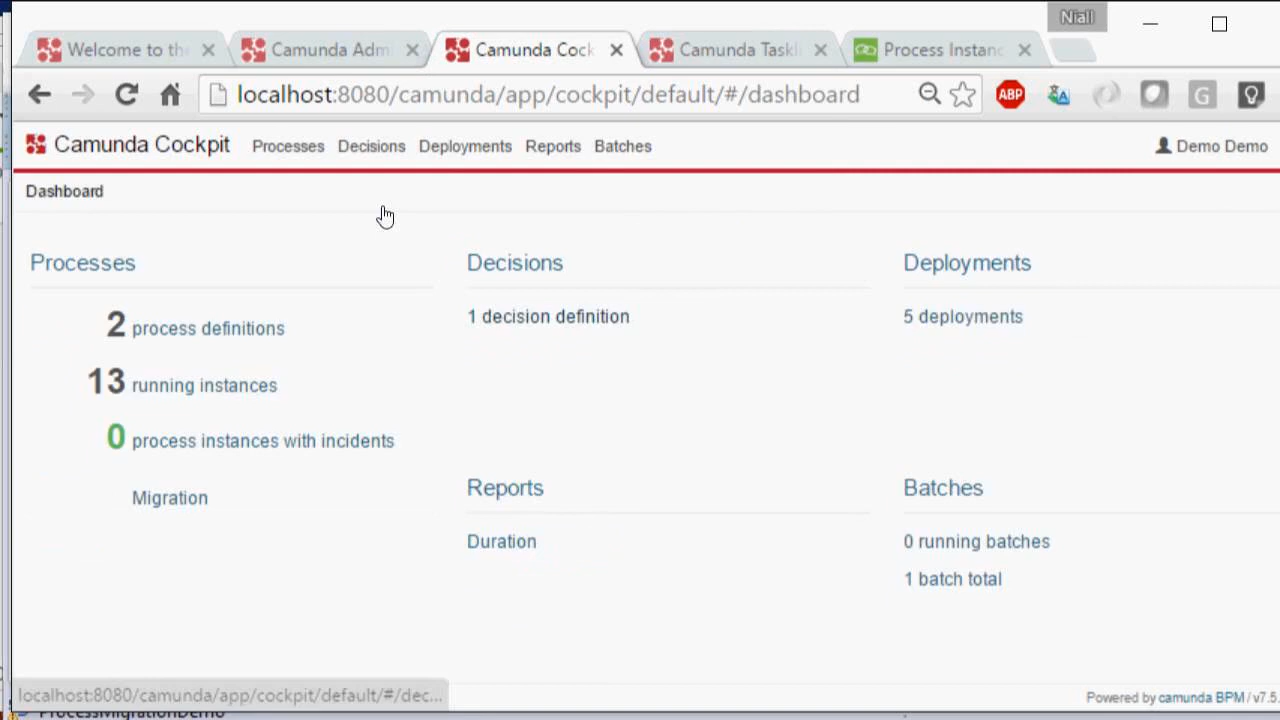 Niall
Welcome to the
Camunda Adm
Camunda Cock
Camunda Taskl
Process Instanc
localhost:8080/camunda/app/cockpit/default/#/dashboard
ABP
G
Camunda Cockpit Processes Decisions Deployments Reports Batches Demo Demo
Dashboard
Processes
2 process definitions
13 running instances
0 process instances with incidents
Migration
Decisions
1 decision definition
Deployments
5 deployments
Reports
Duration
Batches
0 running batches
1 batch total
localhost:8080/camunda/app/cockpit/default/#/dec...
Powered by camunda BPM / v7.5.
ProcessMigrationDemo